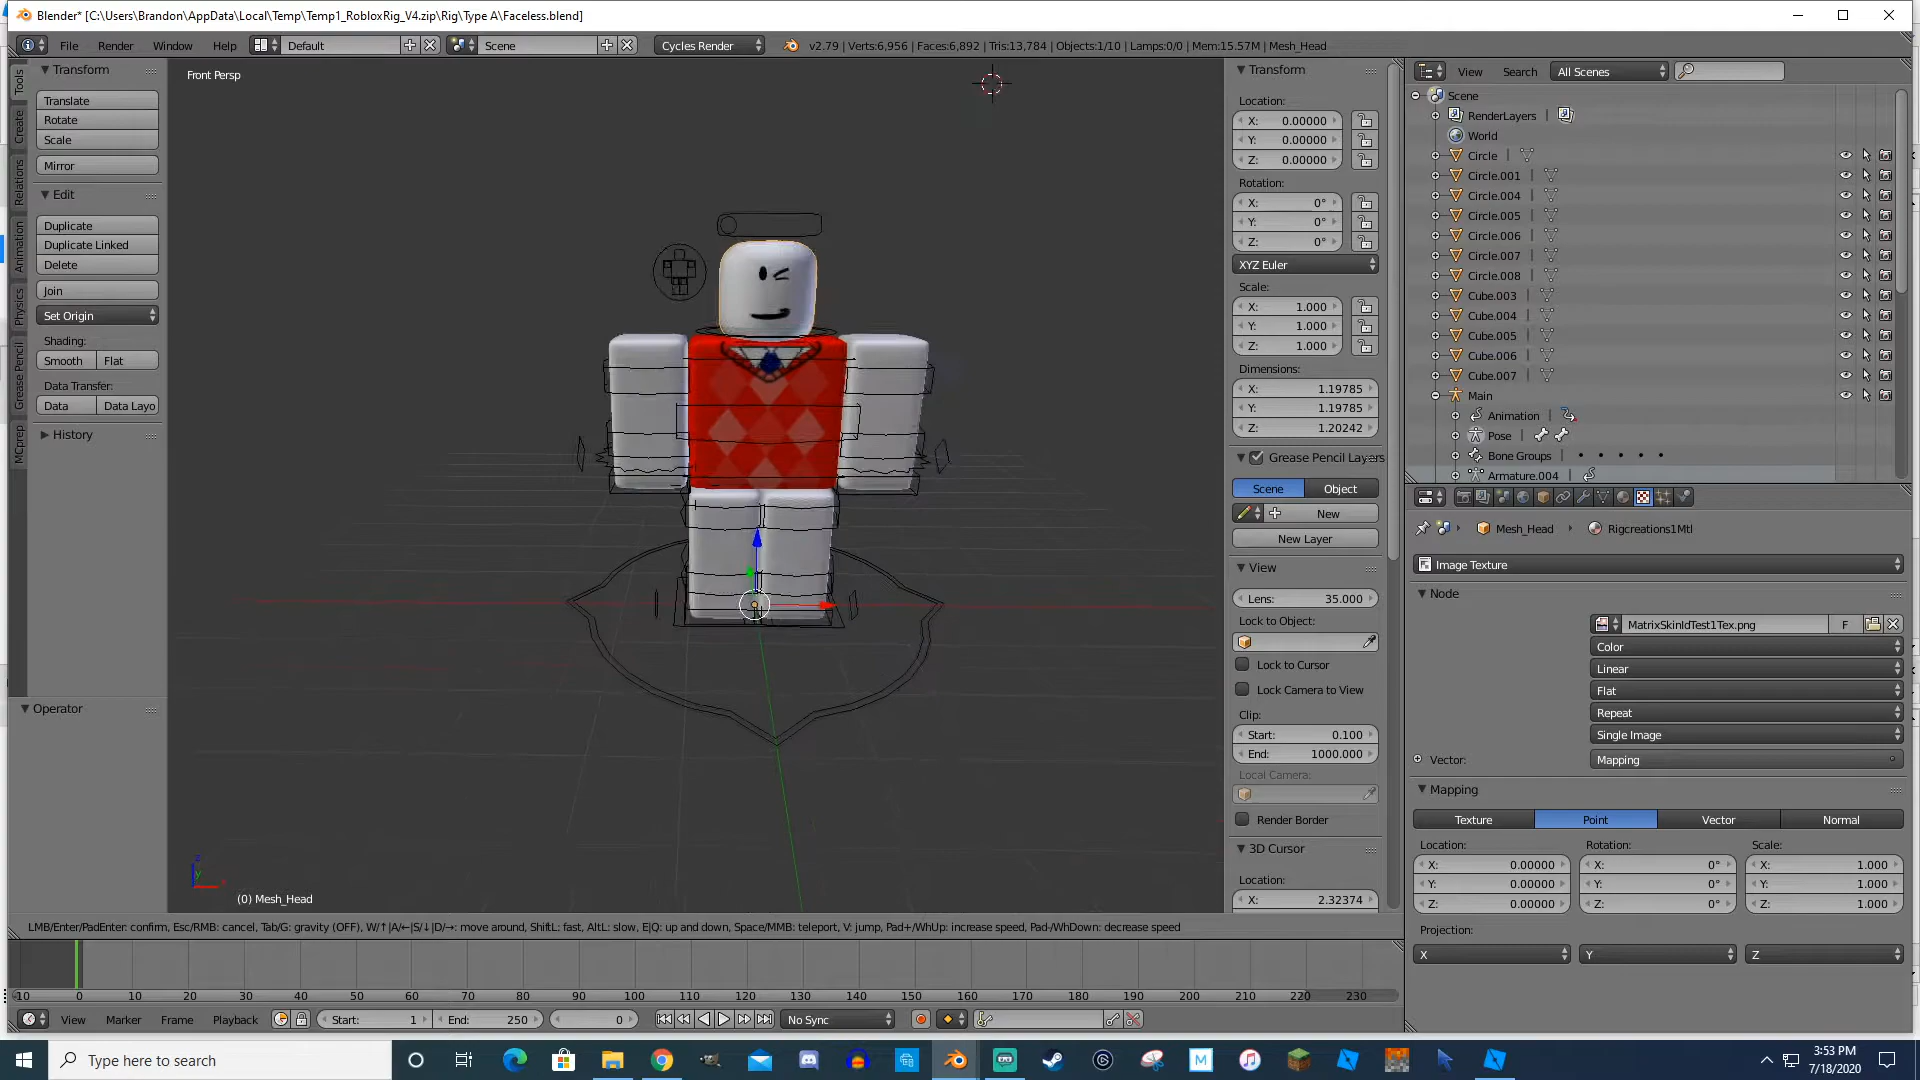 Blender* [C:\Users\Brandon\AppData\Local\Temp\Temp1_RobloxRig_V4.zip\Rig\Type A\Faceless.blend]
File Render Window Help Default Scene Cycles Render v2.79 | Verts:6,956 | Faces:6,892 | Tris:13,784 | Objects:1/10 | Lamps:0/0 | Mem:15.57M | Mesh_Head
Tools
Create
Relations
Animation
Physics
Grease Pencil
MCprep
Transform
Translate
Rotate
Scale
Mirror
Edit
Duplicate
Duplicate Linked
Delete
Join
Set Origin
Shading:
Smooth Flat
Data Transfer:
Data Data Layo
History
Operator
Front Persp
(0) Mesh_Head
Transform
Location:
X: 0.00000
Y: 0.00000
Z: 0.00000
Rotation:
X: 0°
Y: 0°
Z: 0°
XYZ Euler
Scale:
X: 1.000
Y: 1.000
Z: 1.000
Dimensions:
X: 1.19785
Y: 1.19785
Z: 1.20242
Grease Pencil Layers
Scene Object
New
New Layer
View
Lens: 35.000
Lock to Object:
Lock to Cursor
Lock Camera to View
Clip:
Start: 0.100
End: 1000.000
Local Camera:
Render Border
3D Cursor
Location:
X: 2.32374
View Search All Scenes
Scene
RenderLayers
World
Circle
Circle.001
Circle.004
Circle.005
Circle.006
Circle.007
Circle.008
Cube.003
Cube.004
Cube.005
Cube.006
Cube.007
Main
Animation
Pose
Bone Groups
Armature.004
Mesh_Head Rigcreations1Mtl
Image Texture
Node
MatrixSkinIdTest1Tex.png F
Color
Linear
Flat
Repeat
Single Image
Vector: Mapping
Mapping
Texture Point Vector Normal
Location: Rotation: Scale:
X: 0.00000 X: 0° X: 1.000
Y: 0.00000 Y: 0° Y: 1.000
Z: 0.00000 Z: 0° Z: 1.000
Projection:
X Y Z
LMB/Enter/PadEnter: confirm, Esc/RMB: cancel, Tab/G: gravity (OFF), W/↑|A/←|S/↓|D/→: move around, ShiftL: fast, AltL: slow, E|Q: up and down, Space/MMB: teleport, V: jump, Pad+/WhUp: increase speed, Pad-/WhDown: decrease speed
-10 0 10 20 30 40 50 60 70 80 90 100 110 120 130 140 150 160 170 180 190 200 210 220 230
View Marker Frame Playback Start: 1 End: 250 0 No Sync
Type here to search
3:53 PM
7/18/2020